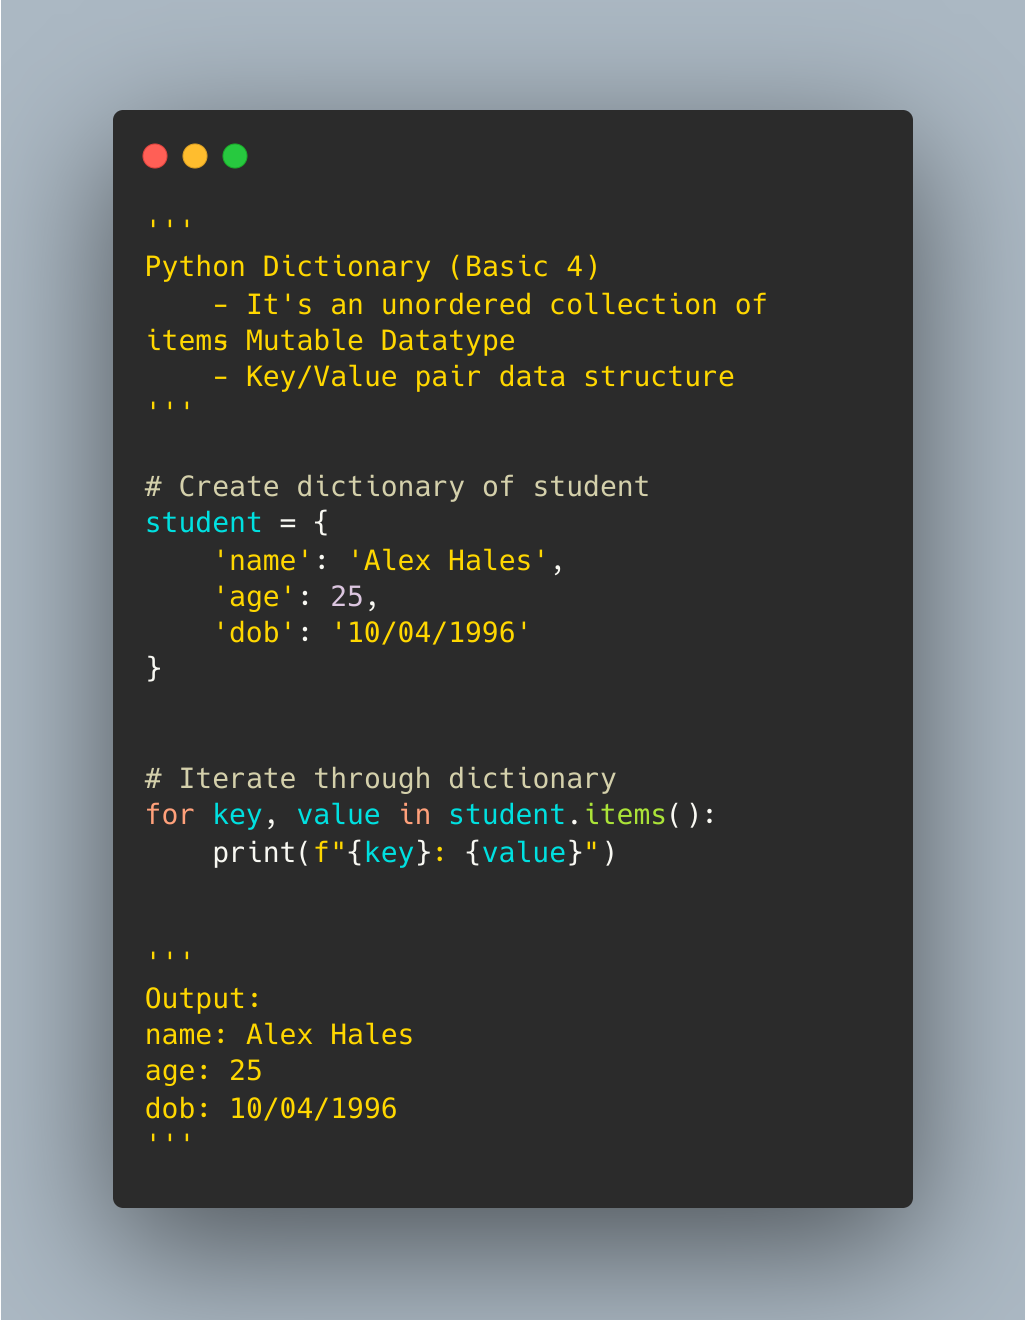 '''
Python Dictionary (Basic 4)
    - It's an unordered collection of
items Mutable Datatype
    - Key/Value pair data structure
'''

# Create dictionary of student
student = {
    'name': 'Alex Hales',
    'age': 25,
    'dob': '10/04/1996'
}

# Iterate through dictionary
for key, value in student.items():
    print(f"{key}: {value}")

'''
Output:
name: Alex Hales
age: 25
dob: 10/04/1996
'''